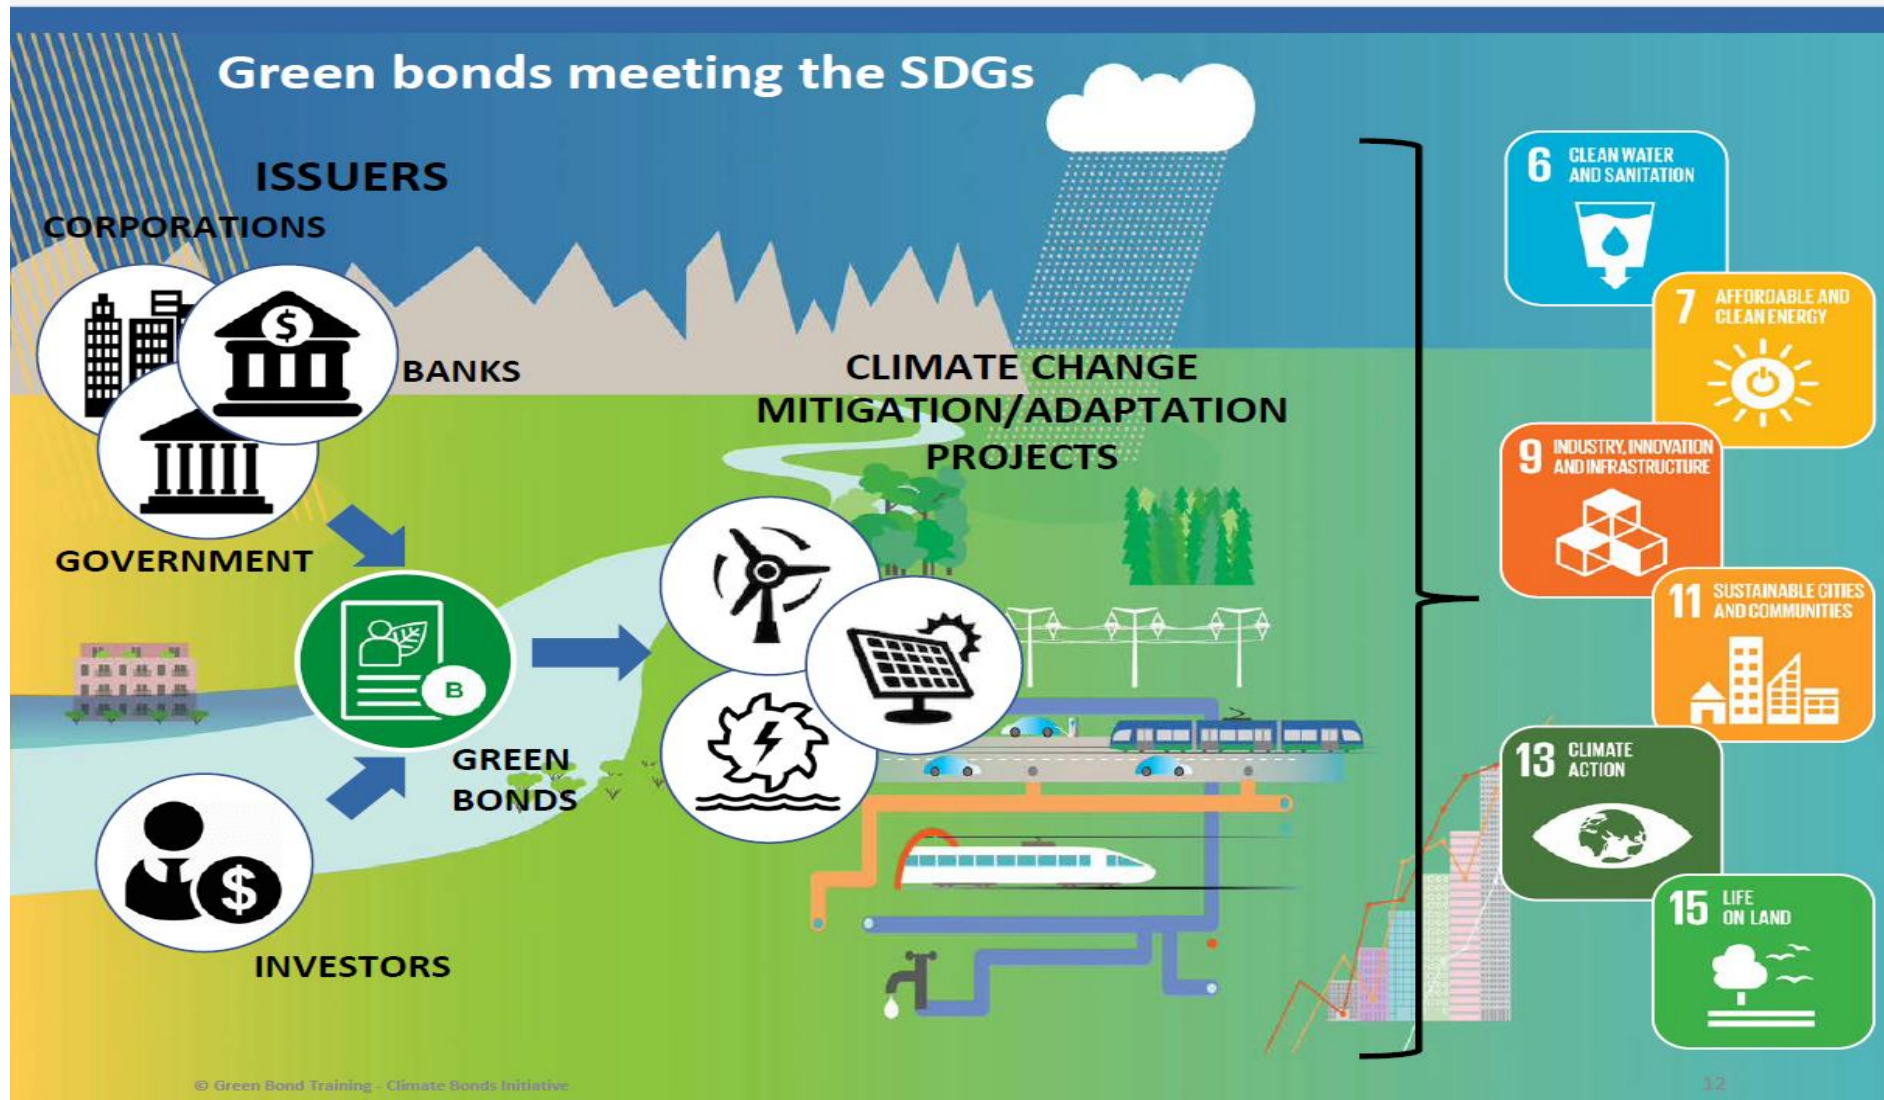 Green bonds meeting the SDGs
ISSUERS
CORPORATIONS
$
BANKS
GOVERNMENT
B
GREEN
BONDS
$
INVESTORS
CLIMATE CHANGE
MITIGATION/ADAPTATION
PROJECTS
6 CLEAN WATER
AND SANITATION
7 AFFORDABLE AND
CLEAN ENERGY
9 INDUSTRY, INNOVATION
AND INFRASTRUCTURE
11 SUSTAINABLE CITIES
AND COMMUNITIES
13 CLIMATE
ACTION
15 LIFE
ON LAND
© Green Bond Training - Climate Bonds Initiative
12